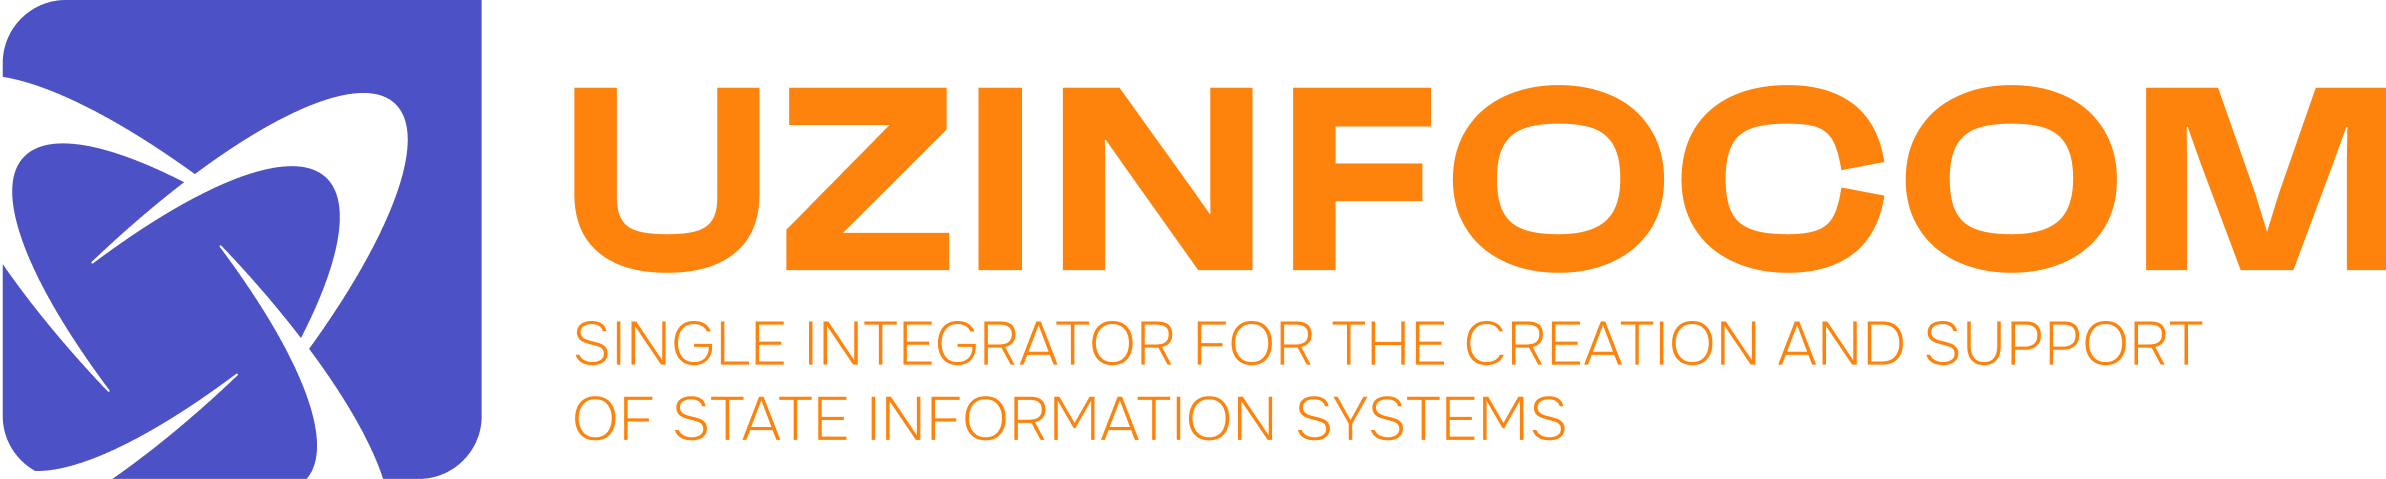 UZINFOCOM
SINGLE INTEGRATOR FOR THE CREATION AND SUPPORT
OF STATE INFORMATION SYSTEMS